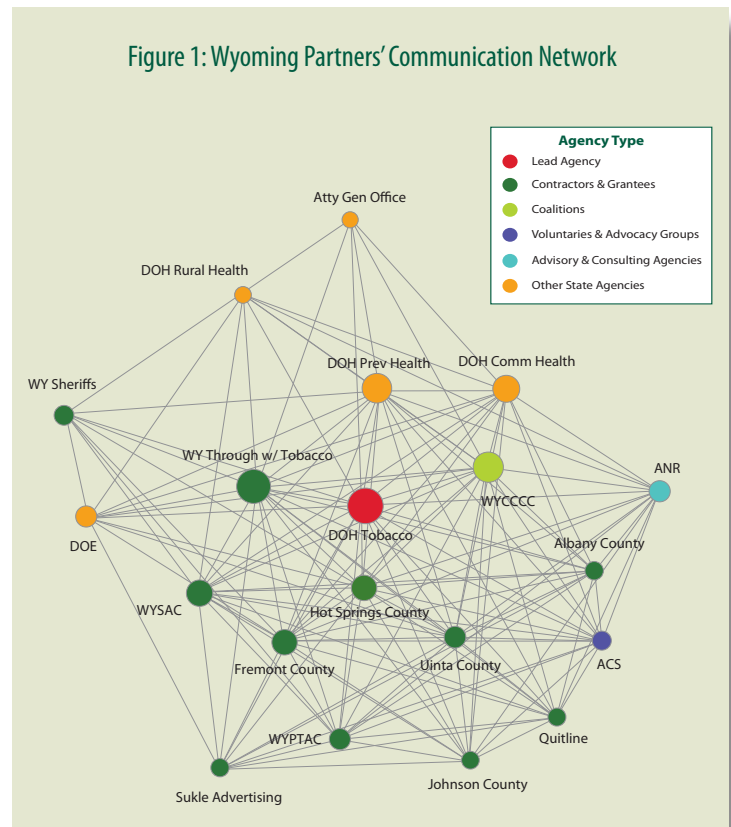 Figure 1: Wyoming Partners' Communication Network
Agency Type
Lead Agency
Contractors & Grantees
Coalitions
Voluntaries & Advocacy Groups
Advisory & Consulting Agencies
Other State Agencies
Atty Gen Office
DOH Rural Health
DOH Prev Health
DOH Comm Health
WY Sheriffs
WY Through w/ Tobacco
ANR
WYCCCC
DOH Tobacco
DOE
Albany County
WYSAC
Hot Springs County
Fremont County
Uinta County
ACS
WYPTAC
Quitline
Johnson County
Sukle Advertising